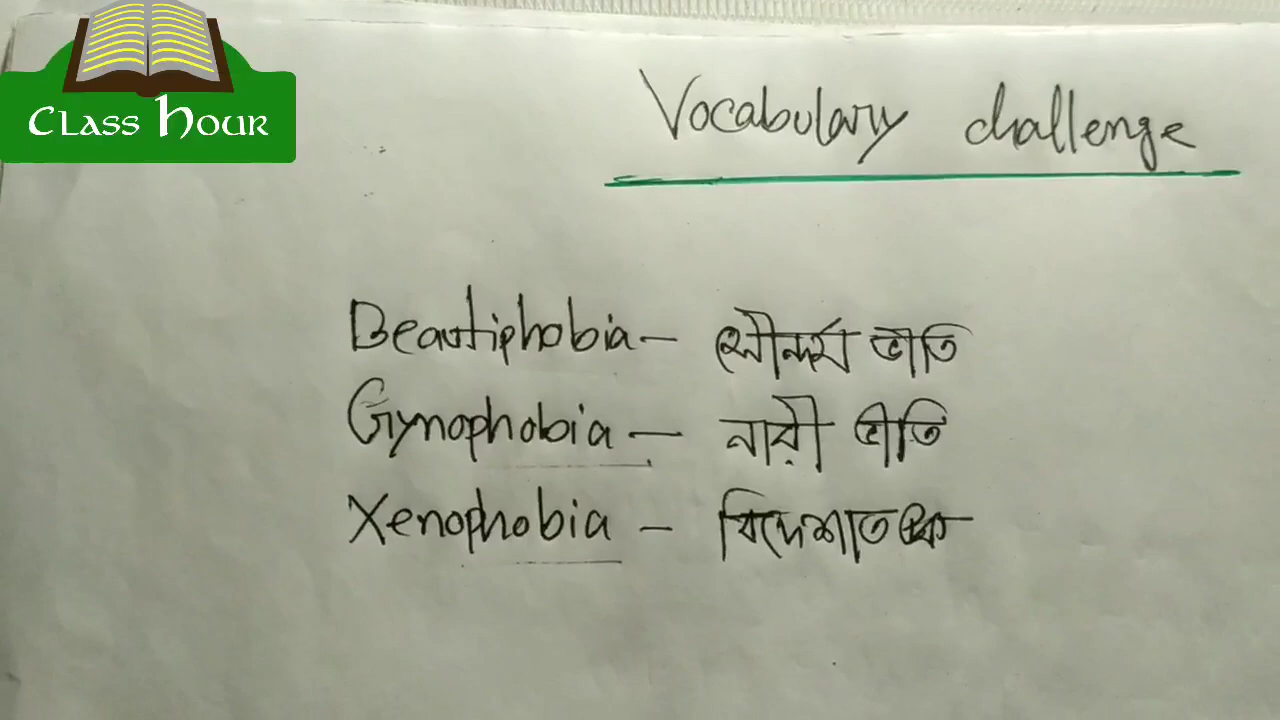 Class Hour
Vocabulary challenge
Beautiphobia – সৌন্দর্য ভীতি
Gynophobia – নারী ভীতি
Xenophobia – বিদেশাতঙ্ক